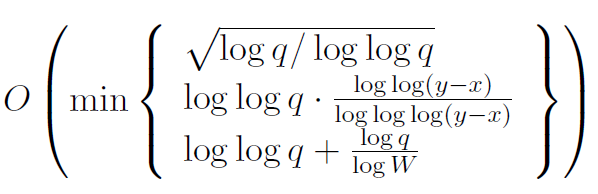 O ( min { √(log q / log log q)
log log q · log log(y−x) / log log log(y−x)
log log q + log q / log W } )